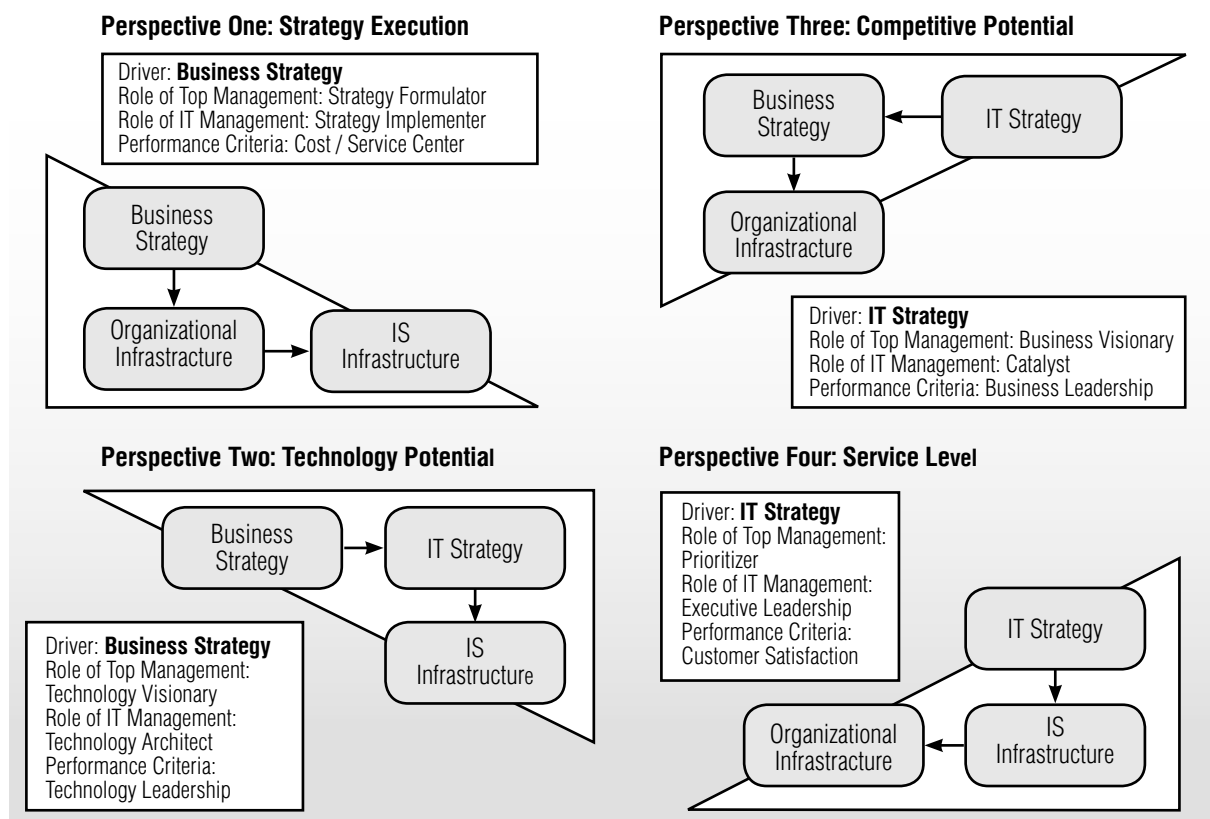 Perspective One: Strategy Execution
Driver: Business Strategy
Role of Top Management: Strategy Formulator
Role of IT Management: Strategy Implementer
Performance Criteria: Cost / Service Center
Business
Strategy
Organizational
Infrastracture
IS
Infrastructure
Perspective Two: Technology Potential
Business
Strategy
IT Strategy
IS
Infrastructure
Driver: Business Strategy
Role of Top Management:
Technology Visionary
Role of IT Management:
Technology Architect
Performance Criteria:
Technology Leadership
Perspective Three: Competitive Potential
Business
Strategy
IT Strategy
Organizational
Infrastracture
Driver: IT Strategy
Role of Top Management: Business Visionary
Role of IT Management: Catalyst
Performance Criteria: Business Leadership
Perspective Four: Service Level
Driver: IT Strategy
Role of Top Management:
Prioritizer
Role of IT Management:
Executive Leadership
Performance Criteria:
Customer Satisfaction
IT Strategy
Organizational
Infrastracture
IS
Infrastructure